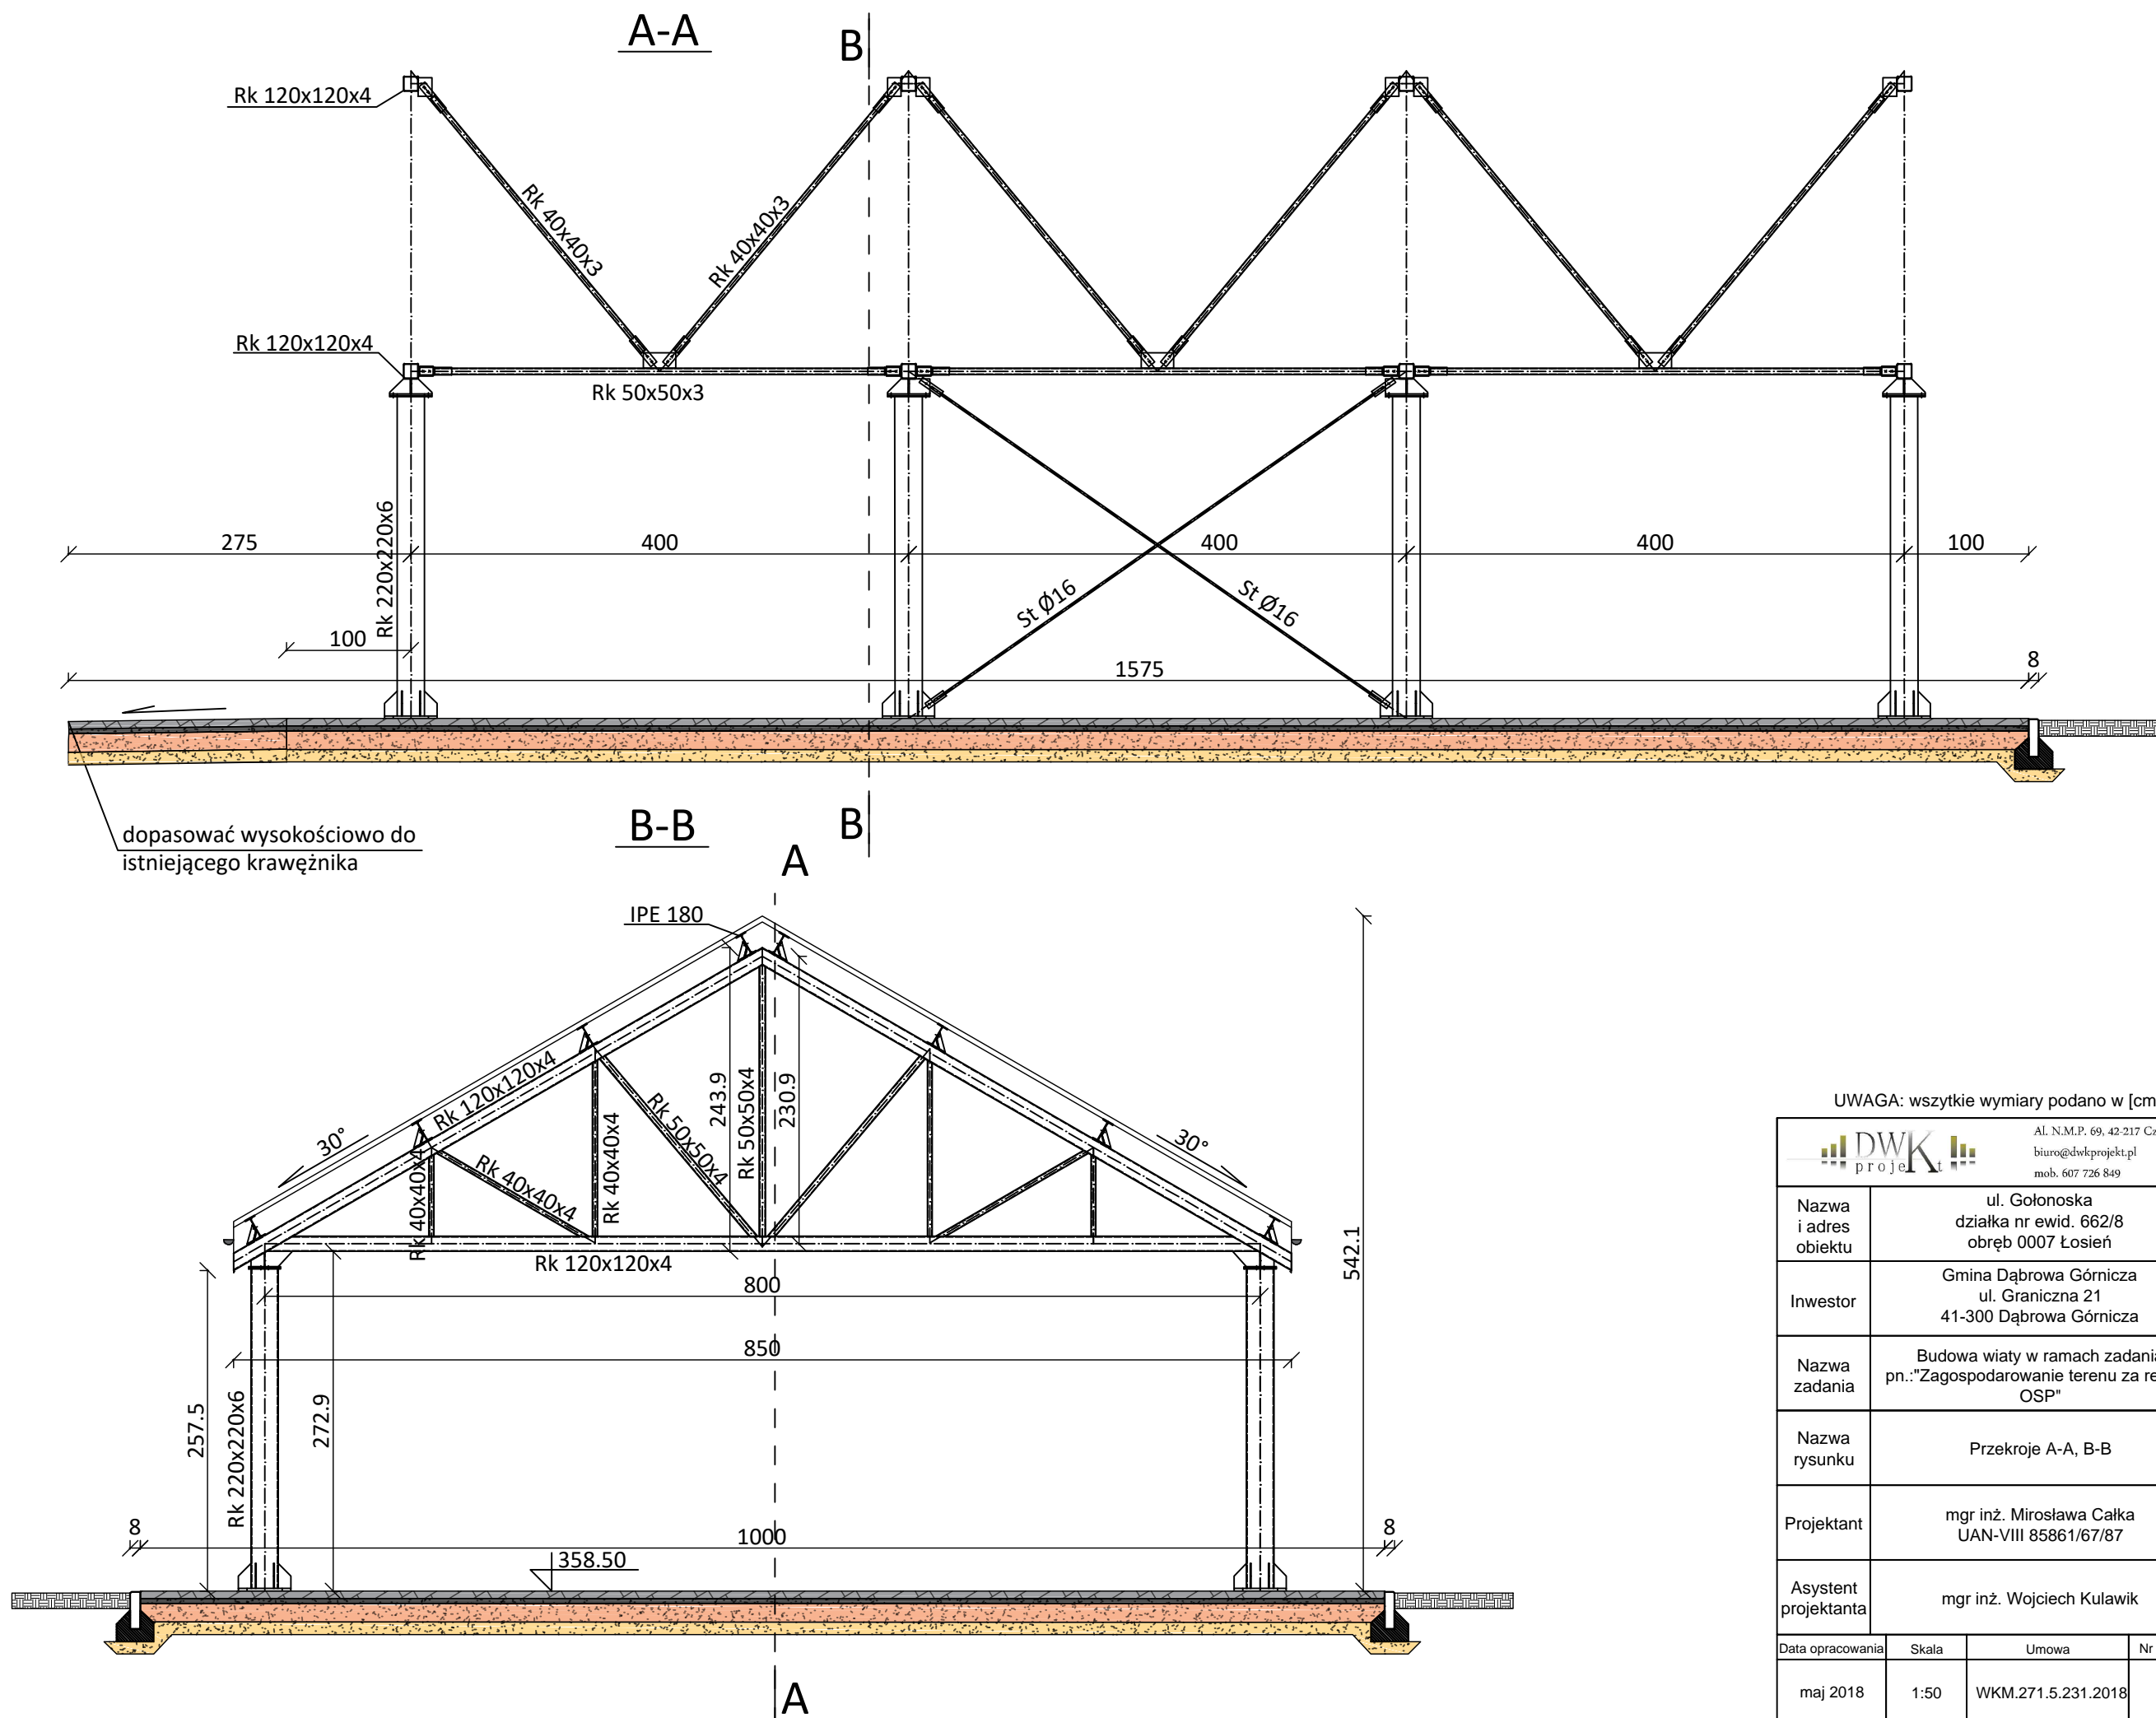 A-A
B
Rk 120x120x4
Rk 40x40x3
Rk 40x40x3
Rk 120x120x4
Rk 50x50x3
Rk 220x220x6
275
400
400
400
100
St Ø16
St Ø16
100
1575
8
dopasować wysokościowo do
istniejącego krawężnika
B-B
B
A
IPE 180
Rk 120x120x4
243.9
Rk 50x50x4
230.9
30°
30°
Rk 50x50x4
Rk 40x40x4
Rk 40x40x4
Rk 40x40x4
Rk 120x120x4
542.1
800
850
257.5
Rk 220x220x6
272.9
8
1000
8
358.50
A
UWAGA: wszytkie wymiary podano w [cm
DWK
projekt
Al. N.M.P. 69, 42-217
biuro@dwkprojekt.pl
mob. 607 726 849
Nazwa
i adres
obiektu
ul. Gołonoska
działka nr ewid. 662/8
obręb 0007 Łosień
Inwestor
Gmina Dąbrowa Górnicza
ul. Graniczna 21
41-300 Dąbrowa Górnicza
Nazwa
zadania
Budowa wiaty w ramach zadania
pn.:"Zagospodarowanie terenu za
OSP"
Nazwa
rysunku
Przekroje A-A, B-B
Projektant
mgr inż. Mirosława Całka
UAN-VIII 85861/67/87
Asystent
projektanta
mgr inż. Wojciech Kulawik
Data opracowania
Skala
Umowa
Nr
maj 2018
1:50
WKM.271.5.231.2018